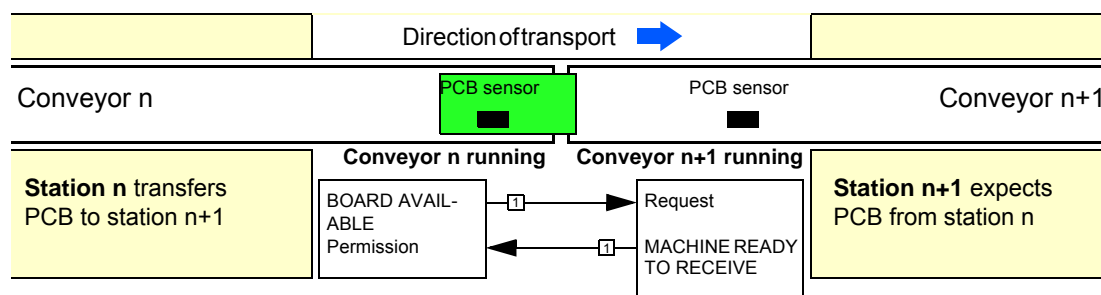 Direction of transport
Conveyor n
PCB sensor
PCB sensor
Conveyor n+1
Conveyor n running
Conveyor n+1 running
Station n transfers
PCB to station n+1
BOARD AVAIL-
ABLE
Permission
1
1
Request
MACHINE READY
TO RECEIVE
Station n+1 expects
PCB from station n